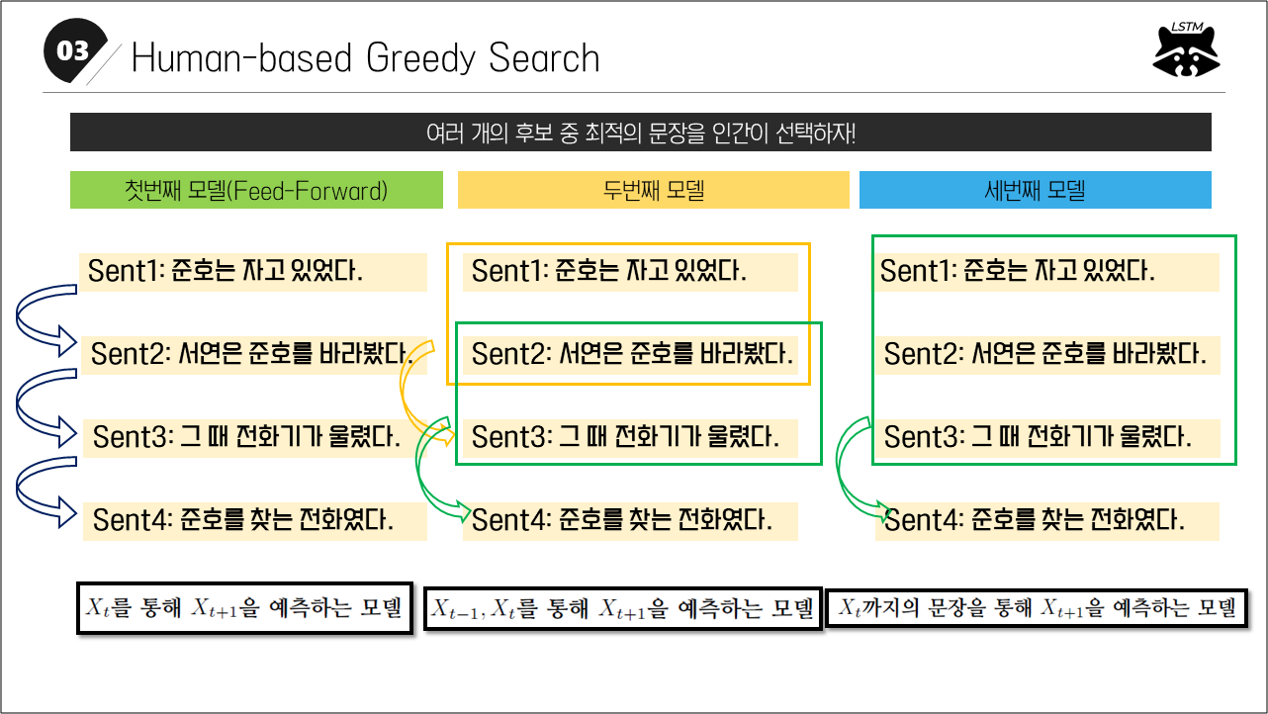 03
Human-based Greedy Search
LSTM
여러 개의 후보 중 최적의 문장을 인간이 선택하자!
첫번째 모델(Feed-Forward)
Sent1: 준호는 자고 있었다.
Sent2: 서연은 준호를 바라봤다.
Sent3: 그 때 전화기가 울렸다.
Sent4: 준호를 찾는 전화였다.
X_t를 통해 X_{t+1}을 예측하는 모델
두번째 모델
Sent1: 준호는 자고 있었다.
Sent2: 서연은 준호를 바라봤다.
Sent3: 그 때 전화기가 울렸다.
Sent4: 준호를 찾는 전화였다.
X_{t-1}, X_t를 통해 X_{t+1}을 예측하는 모델
세번째 모델
Sent1: 준호는 자고 있었다.
Sent2: 서연은 준호를 바라봤다.
Sent3: 그 때 전화기가 울렸다.
Sent4: 준호를 찾는 전화였다.
X_t까지의 문장을 통해 X_{t+1}을 예측하는 모델